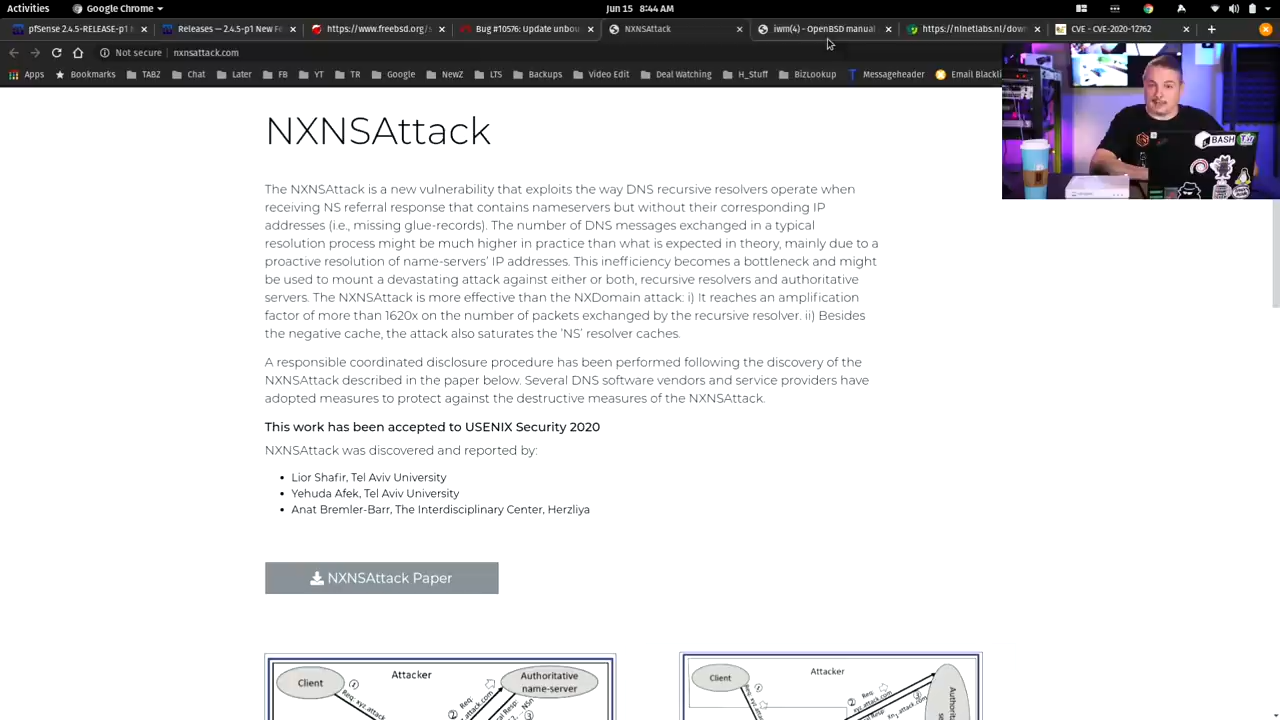 Activities
Google Chrome
Jun 15 8:44 AM
pfSense 2.4.5-RELEASE-p1 n
Releases — 2.4.5-p1 New Fe
https://www.freebsd.org/s
Bug #10576: Update unbou
NXNSAttack
iwm(4) - OpenBSD manual
https://nlnetlabs.nl/dow
CVE - CVE-2020-12762
Not secure
nxnsattack.com
Apps
Bookmarks
TABZ
Chat
Later
FB
YT
TR
Google
NewZ
LTS
Backups
Video Edit
Deal Watching
H_Stuff
BizLookup
Messageheader
Email Blackli
BASH
NXNSAttack
The NXNSAttack is a new vulnerability that exploits the way DNS recursive resolvers operate when
receiving NS referral response that contains nameservers but without their corresponding IP
addresses (i.e., missing glue-records). The number of DNS messages exchanged in a typical
resolution process might be much higher in practice than what is expected in theory, mainly due to a
proactive resolution of name-servers' IP addresses. This inefficiency becomes a bottleneck and might
be used to mount a devastating attack against either or both, recursive resolvers and authoritative
servers. The NXNSAttack is more effective than the NXDomain attack: i) It reaches an amplification
factor of more than 1620x on the number of packets exchanged by the recursive resolver. ii) Besides
the negative cache, the attack also saturates the 'NS' resolver caches.
A responsible coordinated disclosure procedure has been performed following the discovery of the
NXNSAttack described in the paper below. Several DNS software vendors and service providers have
adopted measures to protect against the destructive measures of the NXNSAttack.
This work has been accepted to USENIX Security 2020
NXNSAttack was discovered and reported by:
Lior Shafir, Tel Aviv University
Yehuda Afek, Tel Aviv University
Anat Bremler-Barr, The Interdisciplinary Center, Herzliya
NXNSAttack Paper
Client
Attacker
Authoritative
name-server
Client
Attacker